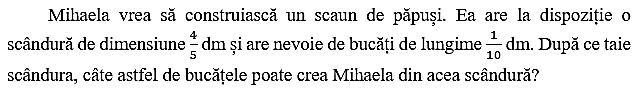 Mihaela vrea să construiască un scaun de păpuşi. Ea are la dispoziție o
scândură de dimensiune 4/5 dm și are nevoie de bucăți de lungime 1/10 dm. După ce taie
scândura, câte astfel de bucățele poate crea Mihaela din acea scândură?